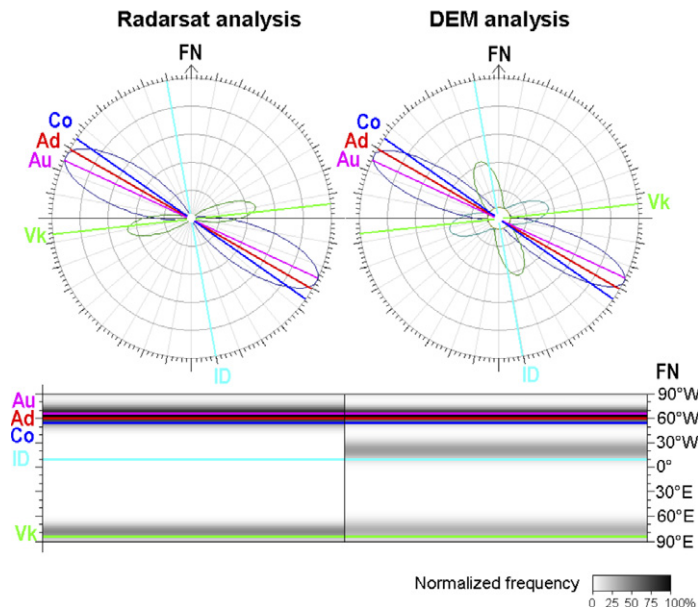 Radarsat analysis
DEM analysis
FN
FN
Co
Ad
Au
Vk
ID
Co
Ad
Au
Vk
ID
FN
Au
Ad
Co
ID
Vk
90°W
60°W
30°W
0°
30°E
60°E
90°E
Normalized frequency
0 25 50 75 100%